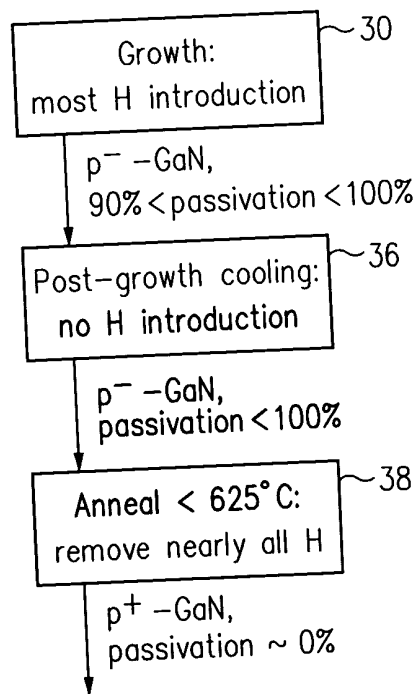 Growth:
most H introduction
30
p⁻ -GaN,
90% < passivation < 100%
Post-growth cooling:
no H introduction
36
p⁻ -GaN,
passivation < 100%
Anneal < 625°C:
remove nearly all H
38
p⁺ -GaN,
passivation ~ 0%